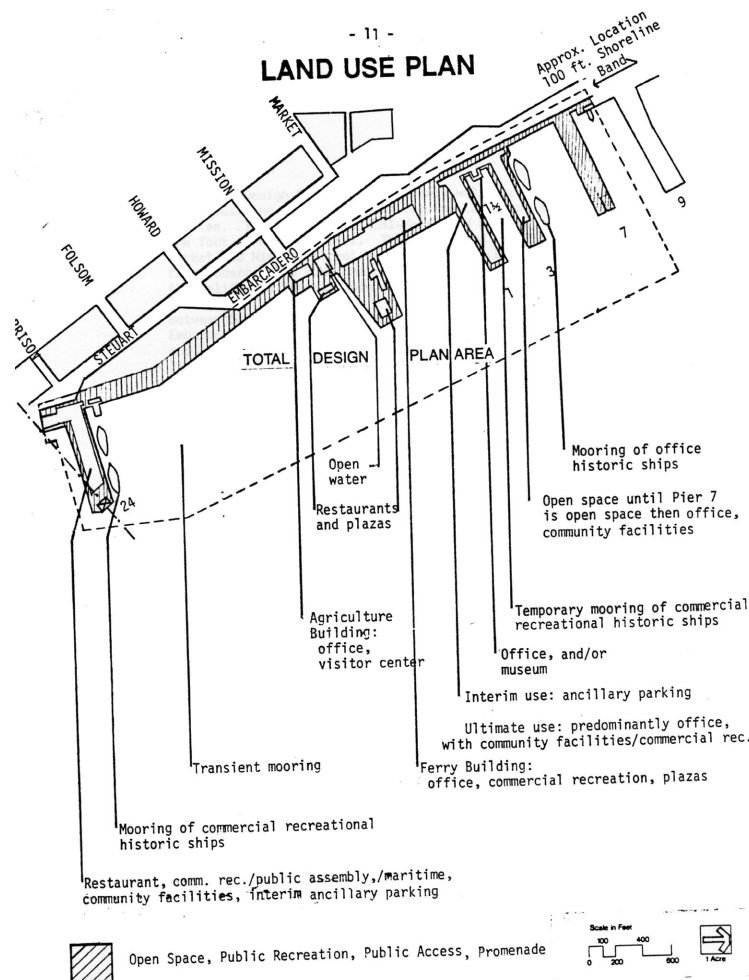 - 11 -
LAND USE PLAN
Approx. Location
100 ft. Shoreline
Band
MARKET
MISSION
HOWARD
FOLSOM
STEUART
EMBARCADERO
9
7
3
1½
1
24
TOTAL DESIGN PLAN AREA
Mooring of office
historic ships
Open water
Restaurants
and plazas
Open space until Pier 7
is open space then office,
community facilities
Agriculture
Building:
office,
visitor center
Temporary mooring of commercial
recreational historic ships
Office, and/or
museum
Interim use: ancillary parking
Ultimate use: predominantly office,
with community facilities/commercial rec.
Transient mooring
Ferry Building:
office, commercial recreation, plazas
Mooring of commercial recreational
historic ships
Restaurant, comm. rec./public assembly,/maritime,
community facilities, interim ancillary parking
Open Space, Public Recreation, Public Access, Promenade
Scale in Feet
100 400
0 200 600
1 Acre